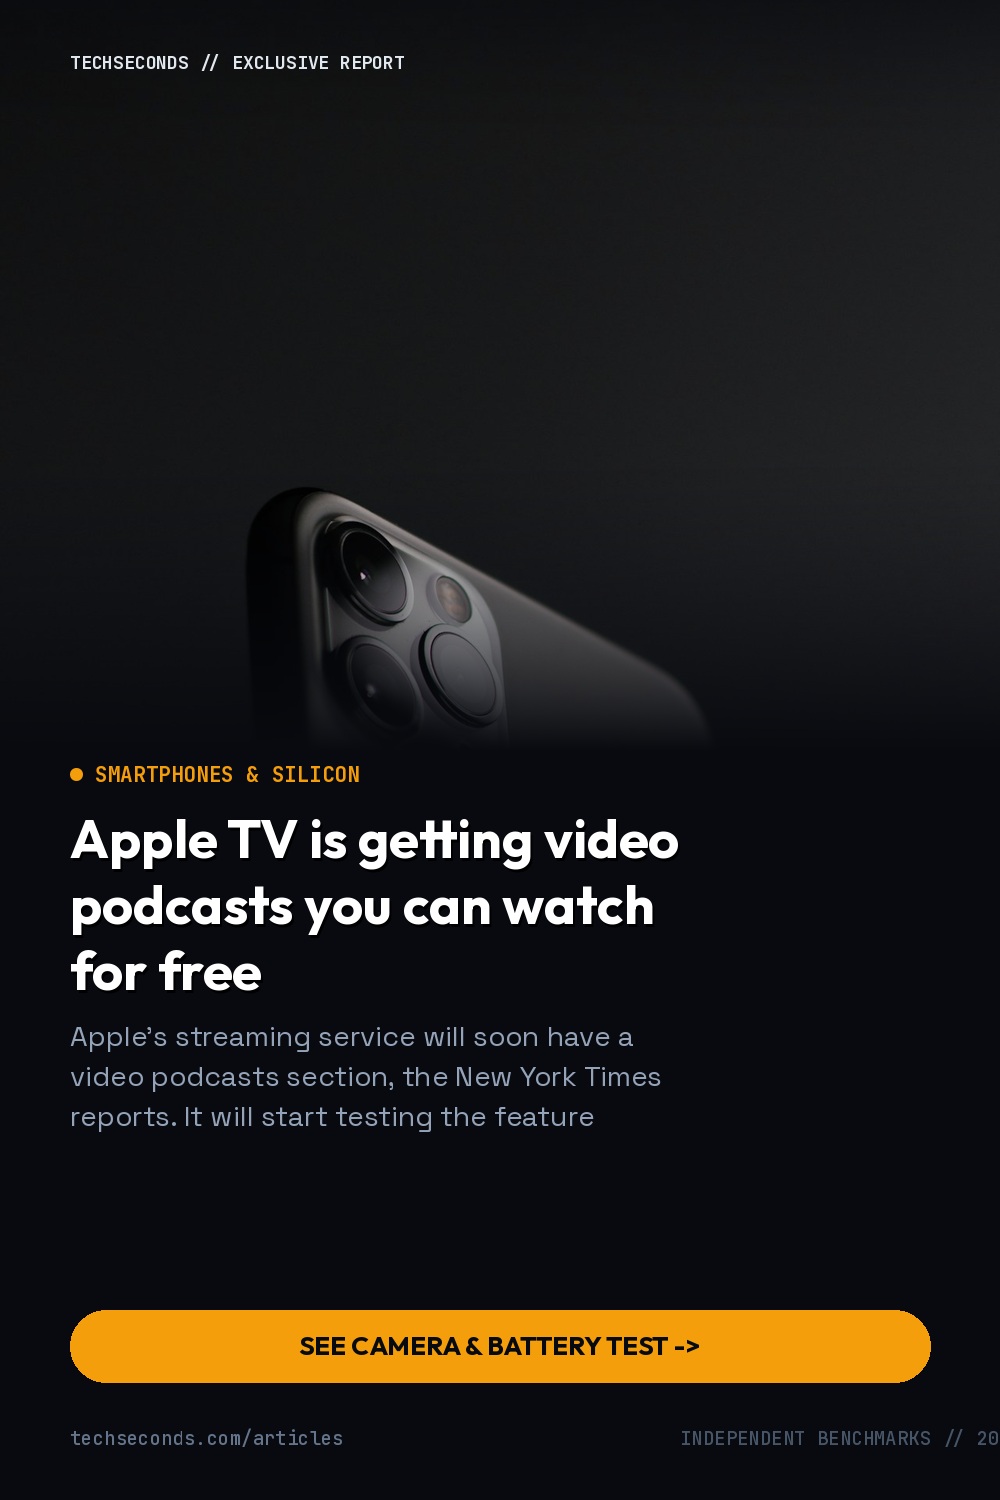 TECHSECONDS // EXCLUSIVE REPORT
SMARTPHONES & SILICON
Apple TV is getting video
podcasts you can watch
for free
Apple’s streaming service will soon have a
video podcasts section, the New York Times
reports. It will start testing the feature
SEE CAMERA & BATTERY TEST ->
techseconds.com/articles
INDEPENDENT BENCHMARKS // 20